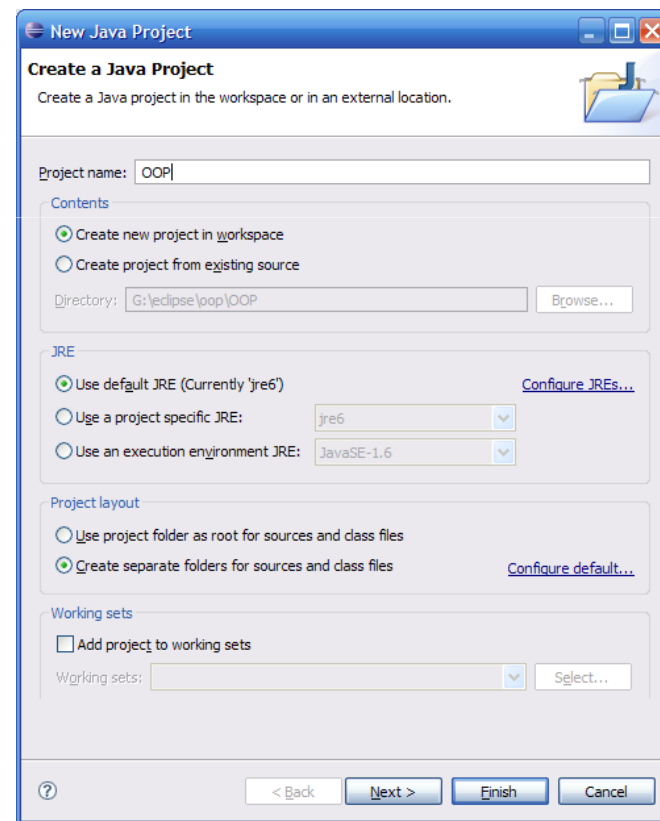 New Java Project
Create a Java Project
Create a Java project in the workspace or in an external location.
Project name: OOP
Contents
Create new project in workspace
Create project from existing source
Directory: G:\eclipse\oop\OOP Browse...
JRE
Use default JRE (Currently 'jre6') Configure JREs...
Use a project specific JRE: jre6
Use an execution environment JRE: JavaSE-1.6
Project layout
Use project folder as root for sources and class files
Create separate folders for sources and class files Configure default...
Working sets
Add project to working sets
Working sets: Select...
? < Back Next > Finish Cancel